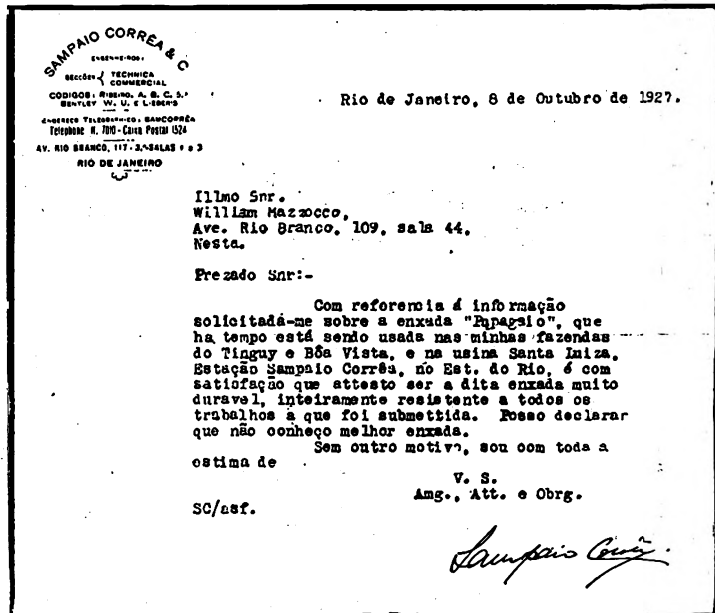 SAMPAIO CORRÊA & C
ENGENHEIROS
SECÇÕES { TECHNICA
COMMERCIAL
CODIGOS: RIBEIRO, A. B. C. 5.ª
BENTLEY W. U. E LIEBER'S
ENDEREÇO TELEGRAPHICO: SAMCORRÊA
Telephone N. 7010 - Caixa Postal 1524
AV. RIO BRANCO, 117 - 3.º - SALAS 1 e 3
RIO DE JANEIRO
Rio de Janeiro, 8 de Outubro de 1927.
Illmo Snr.
William Mazzocco,
Ave. Rio Branco, 109, sala 44,
Nesta.
Prezado Snr:-
Com referencia á informação
solicitada-me sobre a enxada "Papagaio", que
ha tempo está sendo usada nas minhas fazendas
do Tinguy e Bôa Vista, e na usina Santa Luiza,
Estação Sampaio Corrêa, no Est. do Rio, é com
satisfação que attesto ser a dita enxada muito
duravel, inteiramente resistente a todos os
trabalhos a que foi submettida. Posso declarar
que não conheço melhor enxada.
Sem outro motivo, sou com toda a
estima de
V. S.
Amg., Att. e Obrg.
SC/asf.
Sampaio Corrêa.